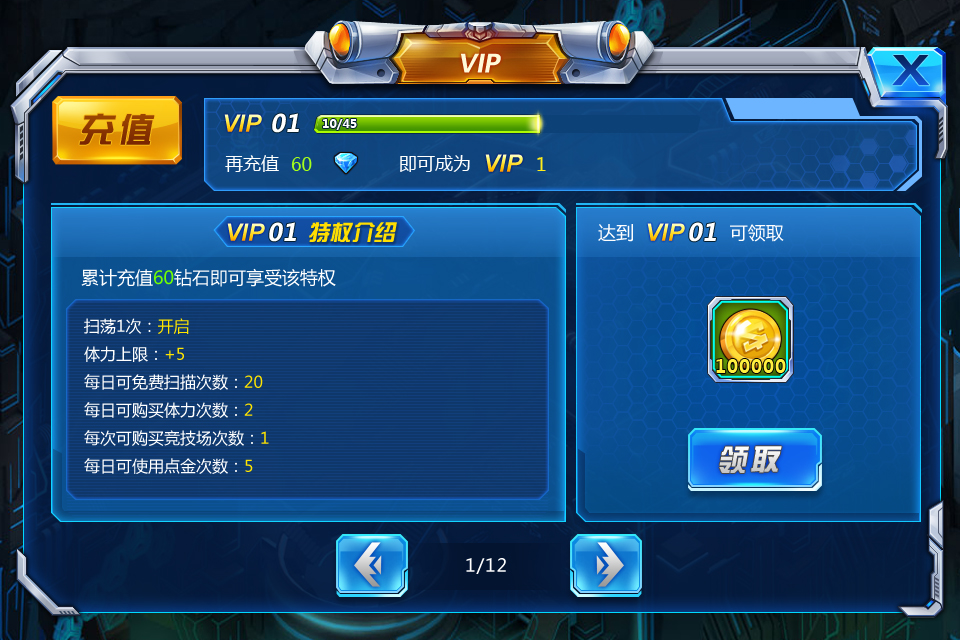 VIP
充值
VIP 01 10/45
再充值 60 即可成为 VIP 1
VIP 01 特权介绍
累计充值60钻石即可享受该特权
扫荡1次：开启
体力上限：+5
每日可免费扫描次数：20
每日可购买体力次数：2
每次可购买竞技场次数：1
每日可使用点金次数：5
达到 VIP 01 可领取
100000
领取
1/12
X